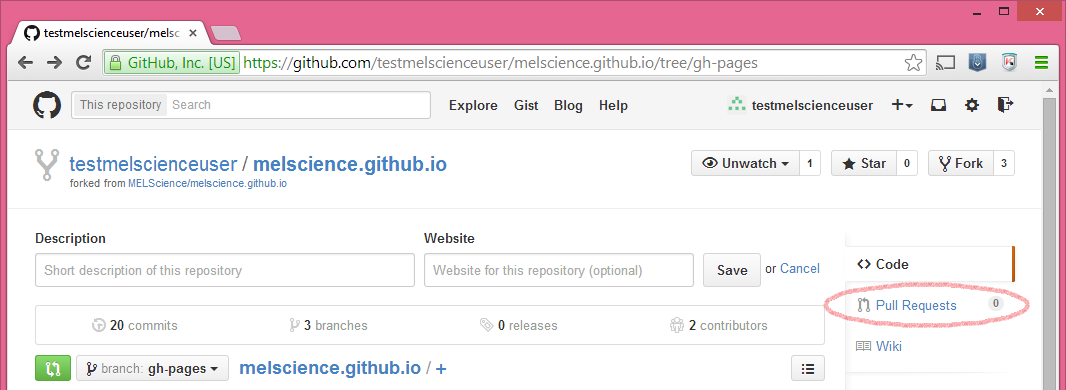 testmelscienceuser/melsc
GitHub, Inc. [US] https://github.com/testmelscienceuser/melscience.github.io/tree/gh-pages
This repository Search Explore Gist Blog Help testmelscienceuser
testmelscienceuser / melscience.github.io Unwatch 1 Star 0 Fork 3
forked from MELScience/melscience.github.io
Description Website
Short description of this repository Website for this repository (optional) Save or Cancel
Code
Pull Requests 0
20 commits 3 branches 0 releases 2 contributors
Wiki
branch: gh-pages melscience.github.io / +